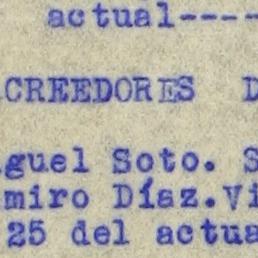 actual----
CREEDORES D
guel Soto. S
miro Díaz.Vi
25 del actua